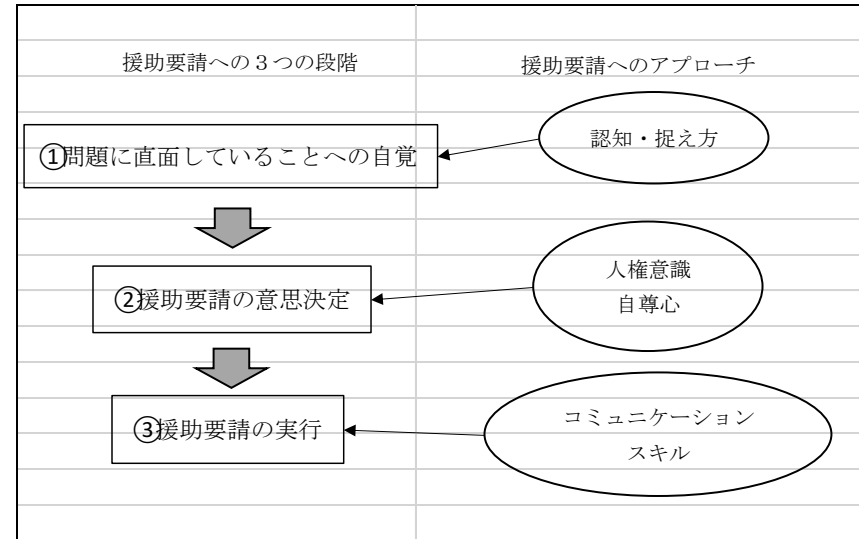 援助要請への３つの段階
援助要請へのアプローチ
①問題に直面していることへの自覚
認知・捉え方
②援助要請の意思決定
人権意識
自尊心
③援助要請の実行
コミュニケーション
スキル